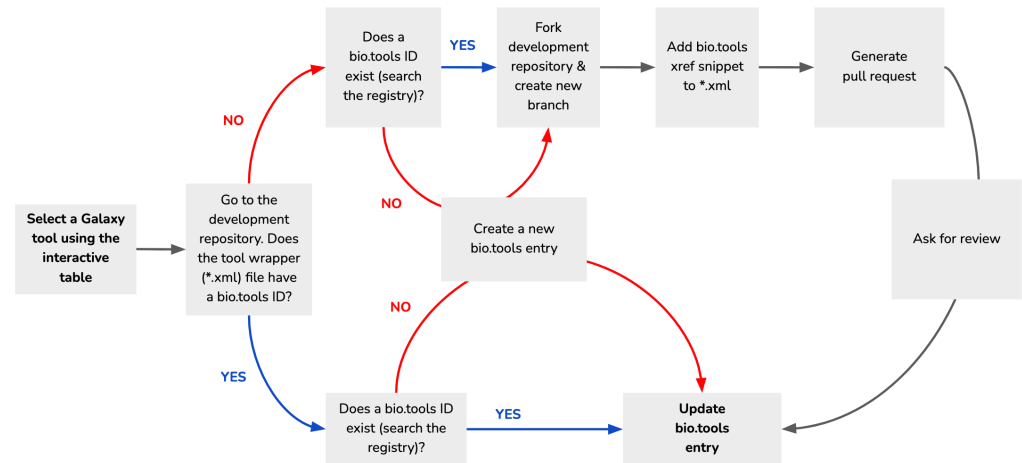 Does a
bio.tools ID
exist (search
the registry)?
YES
Fork
development
repository &
create new
branch
Add bio.tools
xref snippet
to *.xml
Generate
pull request
NO
Select a Galaxy
tool using the
interactive
table
Go to the
development
repository. Does
the tool wrapper
(*.xml) file have
a bio.tools ID?
NO
Create a new
bio.tools entry
Ask for review
NO
YES
Does a bio.tools ID
exist (search the
registry)?
YES
Update
bio.tools
entry